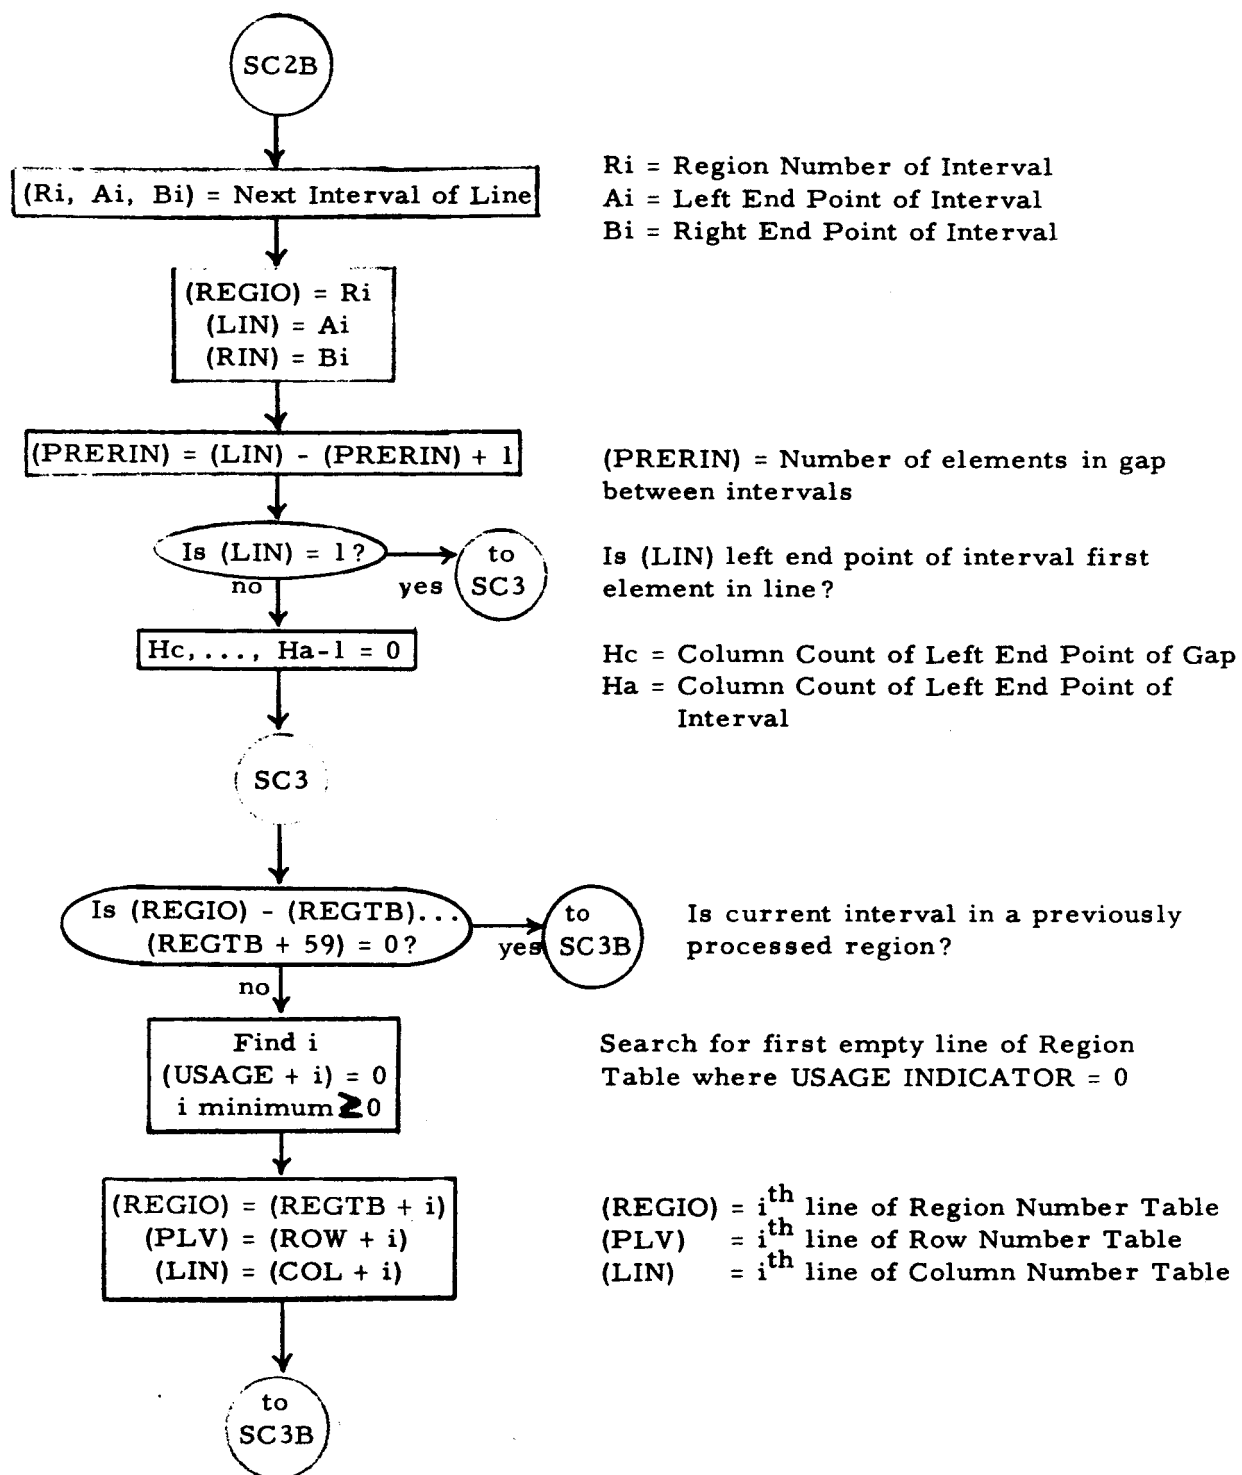 SC2B
(Ri, Ai, Bi) = Next Interval of Line
Ri = Region Number of Interval
Ai = Left End Point of Interval
Bi = Right End Point of Interval
(REGIO) = Ri
(LIN) = Ai
(RIN) = Bi
(PRERIN) = (LIN) - (PRERIN) + 1
(PRERIN) = Number of elements in gap
between intervals
Is (LIN) = 1?
no
yes
to
SC3
Is (LIN) left end point of interval first
element in line?
Hc,..., Ha-1 = 0
Hc = Column Count of Left End Point of Gap
Ha = Column Count of Left End Point of
Interval
SC3
Is (REGIO) - (REGTB)...
(REGTB + 59) = 0?
yes
no
to
SC3B
Is current interval in a previously
processed region?
Find i
(USAGE + i) = 0
i minimum ≥ 0
Search for first empty line of Region
Table where USAGE INDICATOR = 0
(REGIO) = (REGTB + i)
(PLV) = (ROW + i)
(LIN) = (COL + i)
(REGIO) = ith line of Region Number Table
(PLV) = ith line of Row Number Table
(LIN) = ith line of Column Number Table
to
SC3B